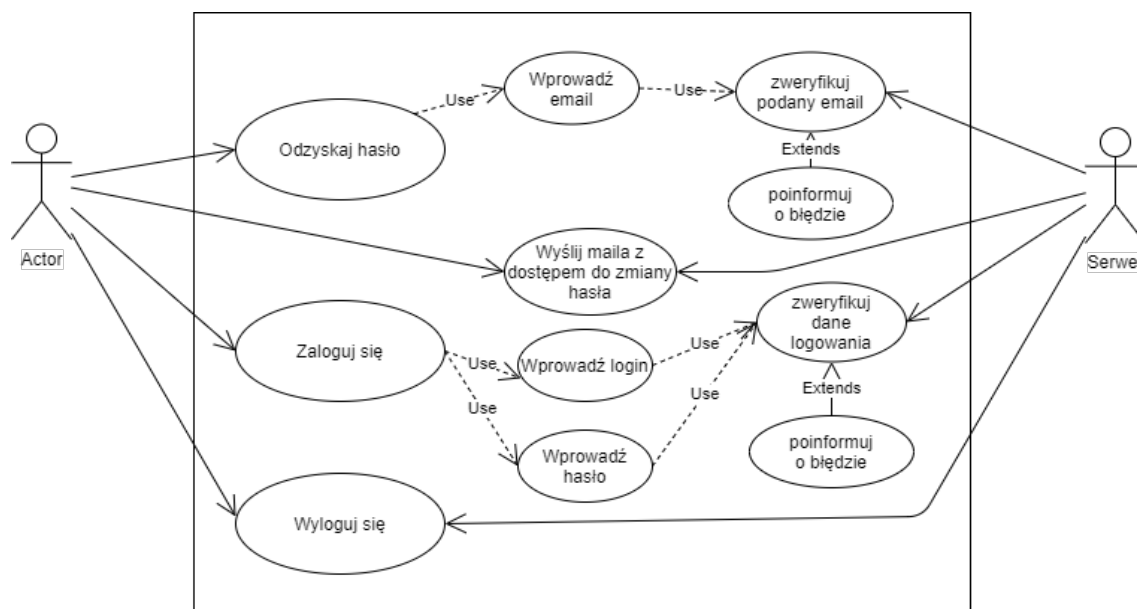 Wprowadź
email
zweryfikuj
podany email
Use
Use
Odzyskaj hasło
Extends
poinformuj
o błędzie
Actor
Serwe
Wyślij maila z
dostępem do zmiany
hasła
zweryfikuj
dane
logowania
Zaloguj się
Use
Wprowadź login
Use
Use
Use
Extends
Wprowadź
hasło
poinformuj
o błędzie
Wyloguj się